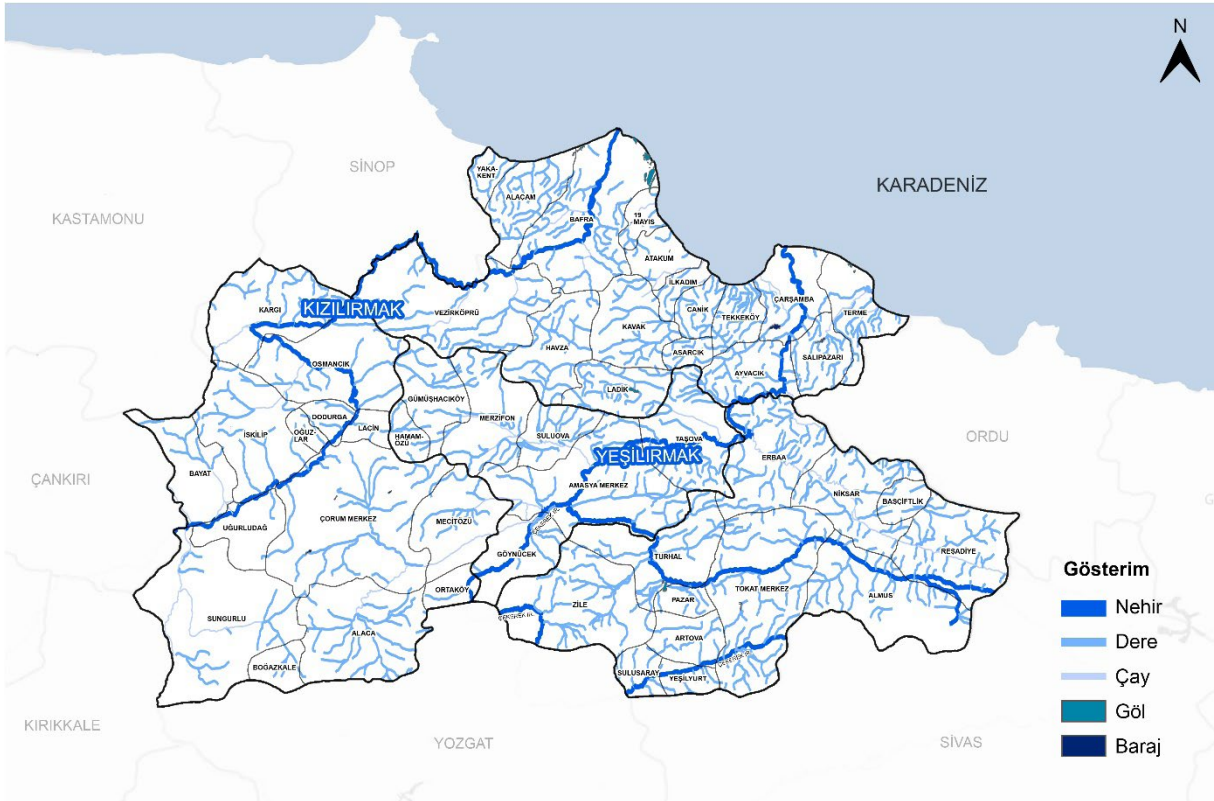 N
SİNOP
KARADENİZ
KASTAMONU
YAKA-
KENT
ALAÇAM
BAFRA
19
MAYIS
ATAKUM
İLKADIM
CANİK
TEKKEKÖY
ÇARŞAMBA
TERME
KARGI
KIZILIRMAK
VEZİRKÖPRÜ
KAVAK
HAVZA
ASARCIK
AYVACIK
SALIPAZARI
OSMANCIK
LADİK
GÜMÜŞHACIKÖY
MERZİFON
DODURGA
OĞUZ-
LAR
LAÇİN
HAMAM-
ÖZÜ
SULUOVA
TAŞOVA
YEŞİLIRMAK
ORDU
İSKİLİP
BAYAT
ÇANKIRI
ERBAA
AMASYA MERKEZ
NİKSAR
BAŞÇİFTLİK
UĞURLUDAĞ
ÇORUM MERKEZ
MECİTÖZÜ
ÇEKEREK IR.
GÖYNÜCEK
TURHAL
REŞADİYE
ORTAKÖY
ZİLE
PAZAR
TOKAT MERKEZ
ALMUS
SUNGURLU
ALACA
ARTOVA
BOĞAZKALE
SULUSARAY
YEŞİLYURT
KIRIKKALE
YOZGAT
SİVAS
Gösterim
Nehir
Dere
Çay
Göl
Baraj